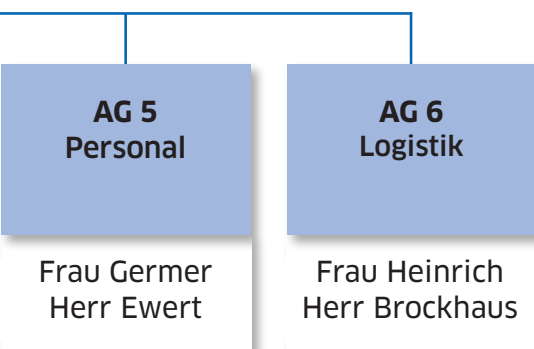 AG 5
Personal
Frau Germer
Herr Ewert
AG 6
Logistik
Frau Heinrich
Herr Brockhaus